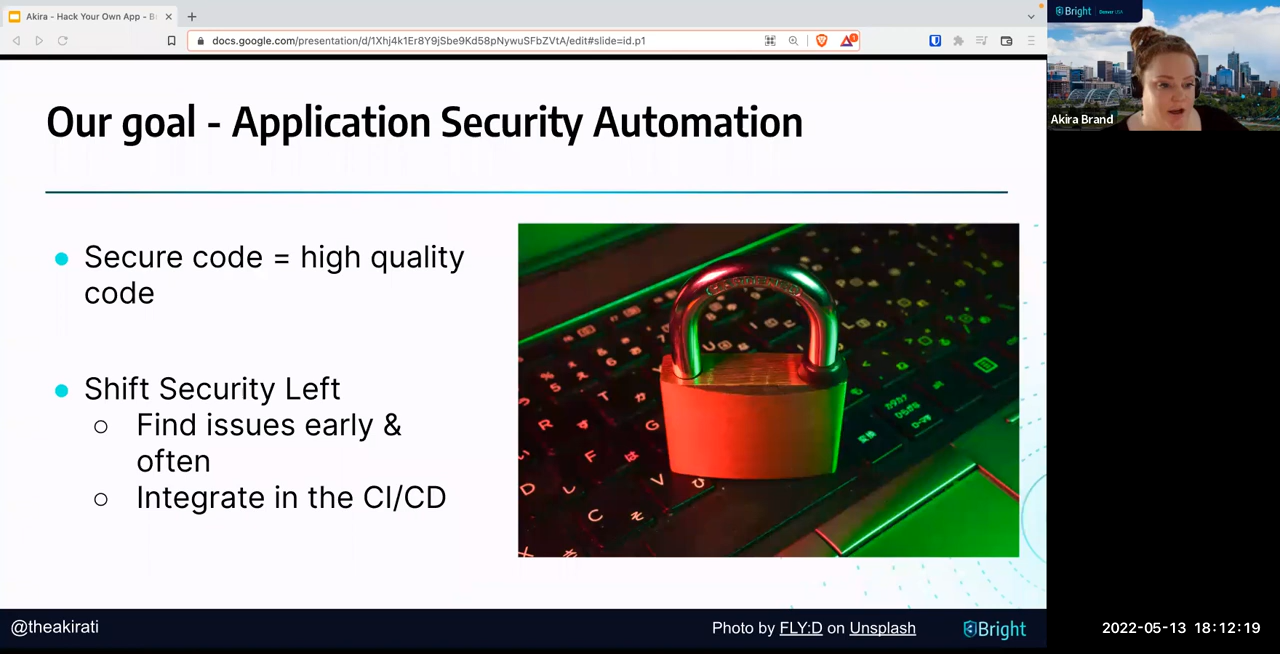 Akira - Hack Your Own App - B
docs.google.com/presentation/d/1Xhj4k1Er8Y9jSbe9Kd58pNywuSFbZVtA/edit#slide=id.p1
Bright
Denver USA
Akira Brand
Our goal - Application Security Automation
Secure code = high quality
code
Shift Security Left
Find issues early &
often
Integrate in the CI/CD
@theakirati
Photo by FLY:D on Unsplash
Bright
2022-05-13 18:12:19